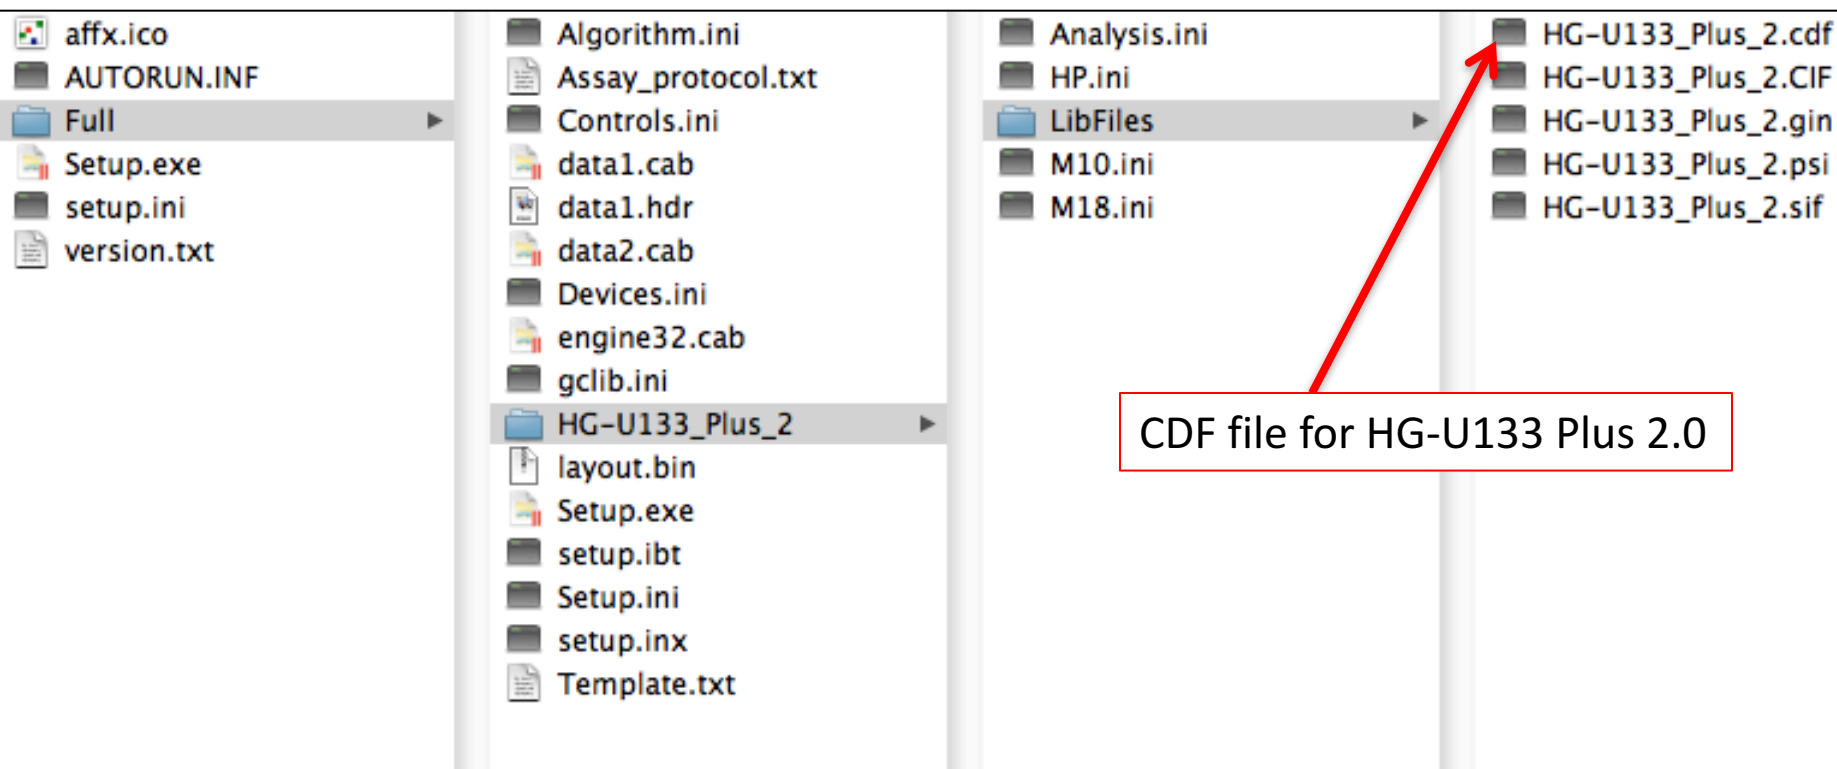 affx.ico
AUTORUN.INF
Full
Setup.exe
setup.ini
version.txt
Algorithm.ini
Assay_protocol.txt
Controls.ini
data1.cab
data1.hdr
data2.cab
Devices.ini
engine32.cab
gclib.ini
HG-U133_Plus_2
layout.bin
Setup.exe
setup.ibt
Setup.ini
setup.inx
Template.txt
Analysis.ini
HP.ini
LibFiles
M10.ini
M18.ini
HG-U133_Plus_2.cdf
HG-U133_Plus_2.CIF
HG-U133_Plus_2.gin
HG-U133_Plus_2.psi
HG-U133_Plus_2.sif
CDF file for HG-U133 Plus 2.0